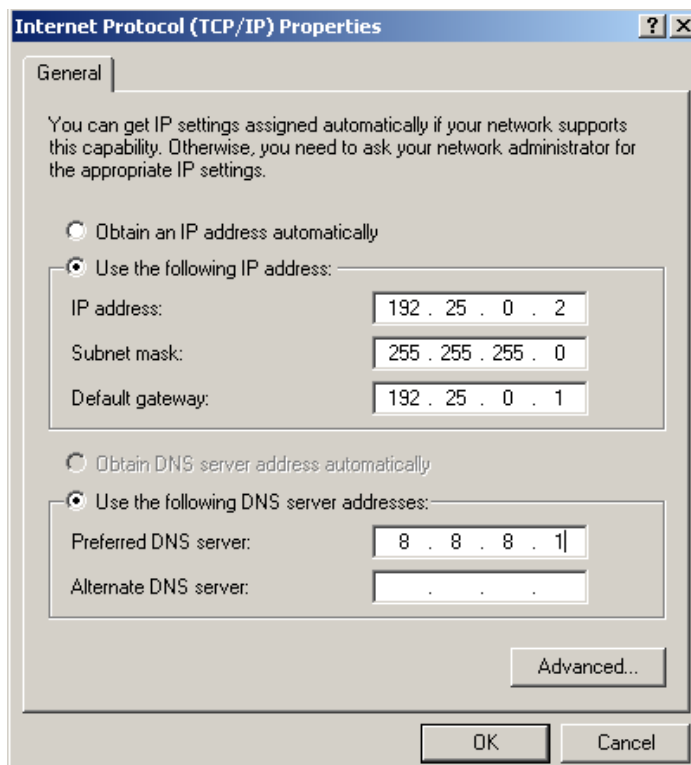 Internet Protocol (TCP/IP) Properties
General
You can get IP settings assigned automatically if your network supports
this capability. Otherwise, you need to ask your network administrator for
the appropriate IP settings.
Obtain an IP address automatically
Use the following IP address:
IP address: 192 . 25 . 0 . 2
Subnet mask: 255 . 255 . 255 . 0
Default gateway: 192 . 25 . 0 . 1
Obtain DNS server address automatically
Use the following DNS server addresses:
Preferred DNS server: 8 . 8 . 8 . 1
Alternate DNS server: . . .
Advanced...
OK Cancel